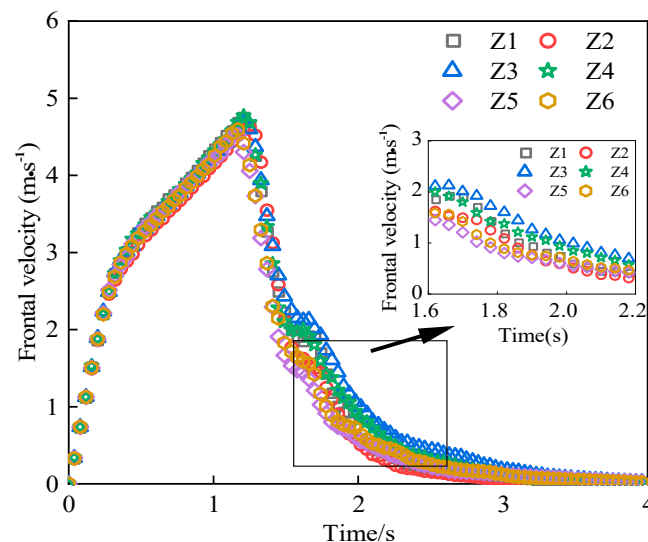 Frontal velocity (m·s⁻¹)
6
5
4
3
2
1
0
0 1 2 3 4
Time/s
Z1 Z2
Z3 Z4
Z5 Z6
Frontal velocity (m·s⁻¹)
3
2
1
0
1.6 1.8 2.0 2.2
Time(s)
Z1 Z2
Z3 Z4
Z5 Z6